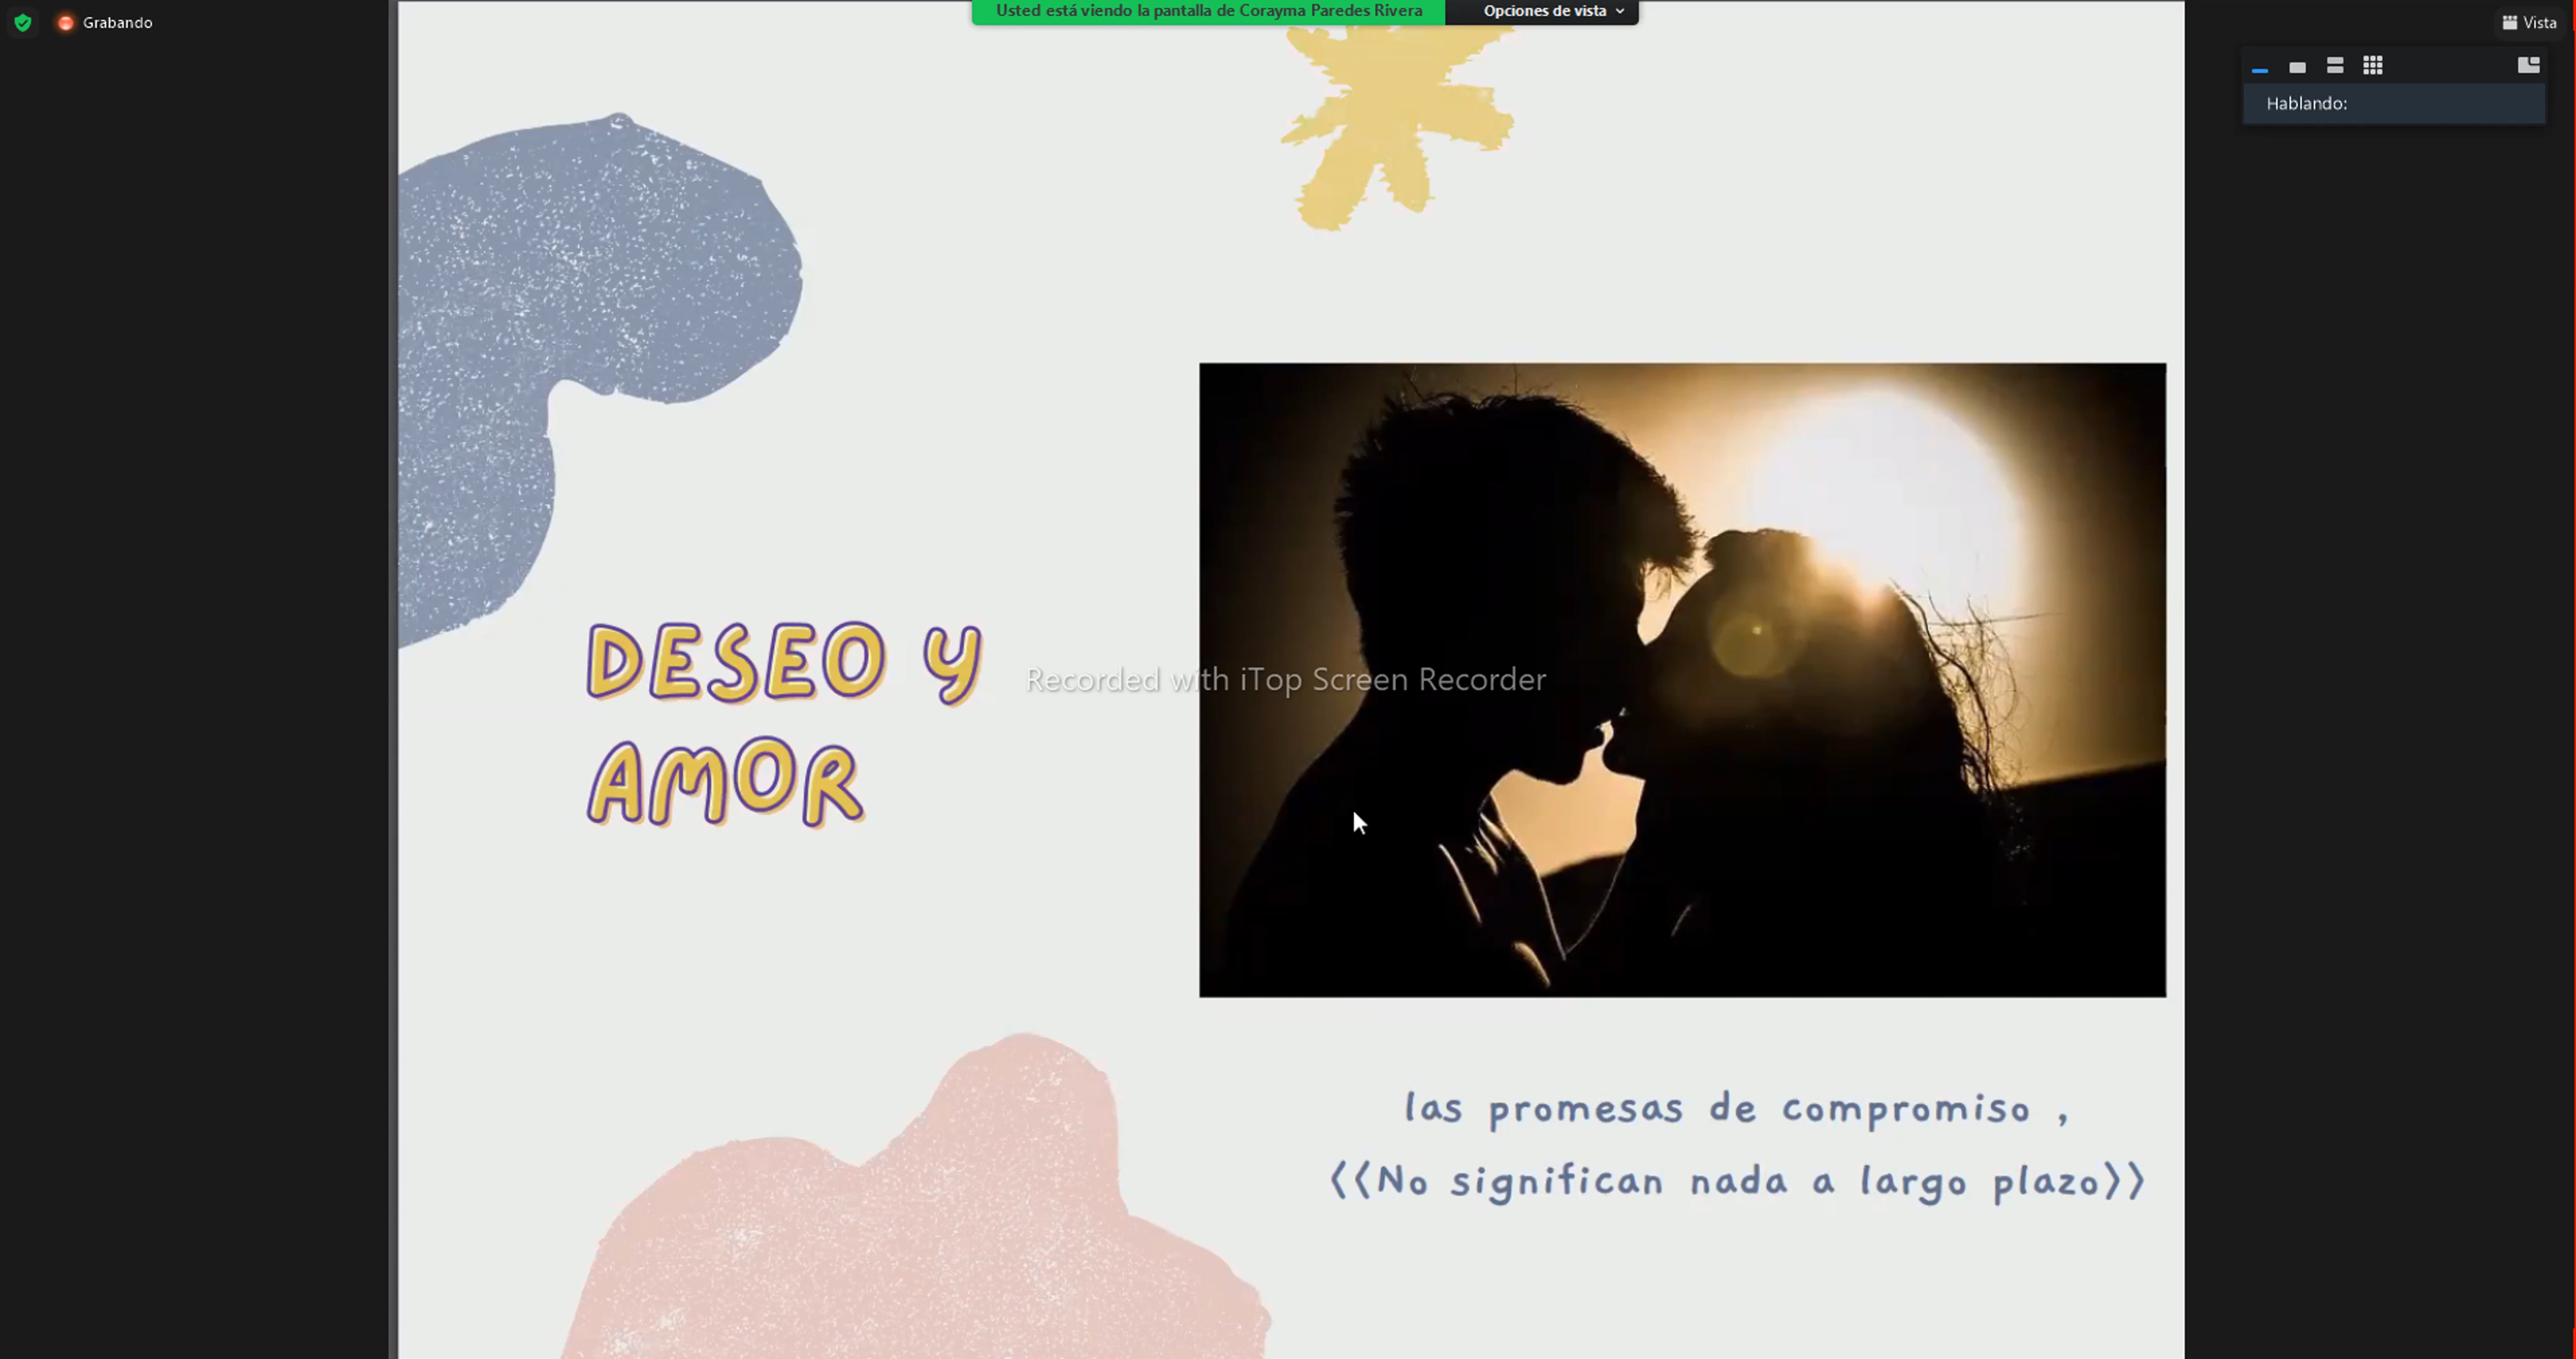 Grabando
Usted está viendo la pantalla de Corayma Paredes Rivera
Opciones de vista
Vista
Hablando:
DESEO Y
AMOR
Recorded with iTop Screen Recorder
las promesas de compromiso ,
<<No significan nada a largo plazo>>